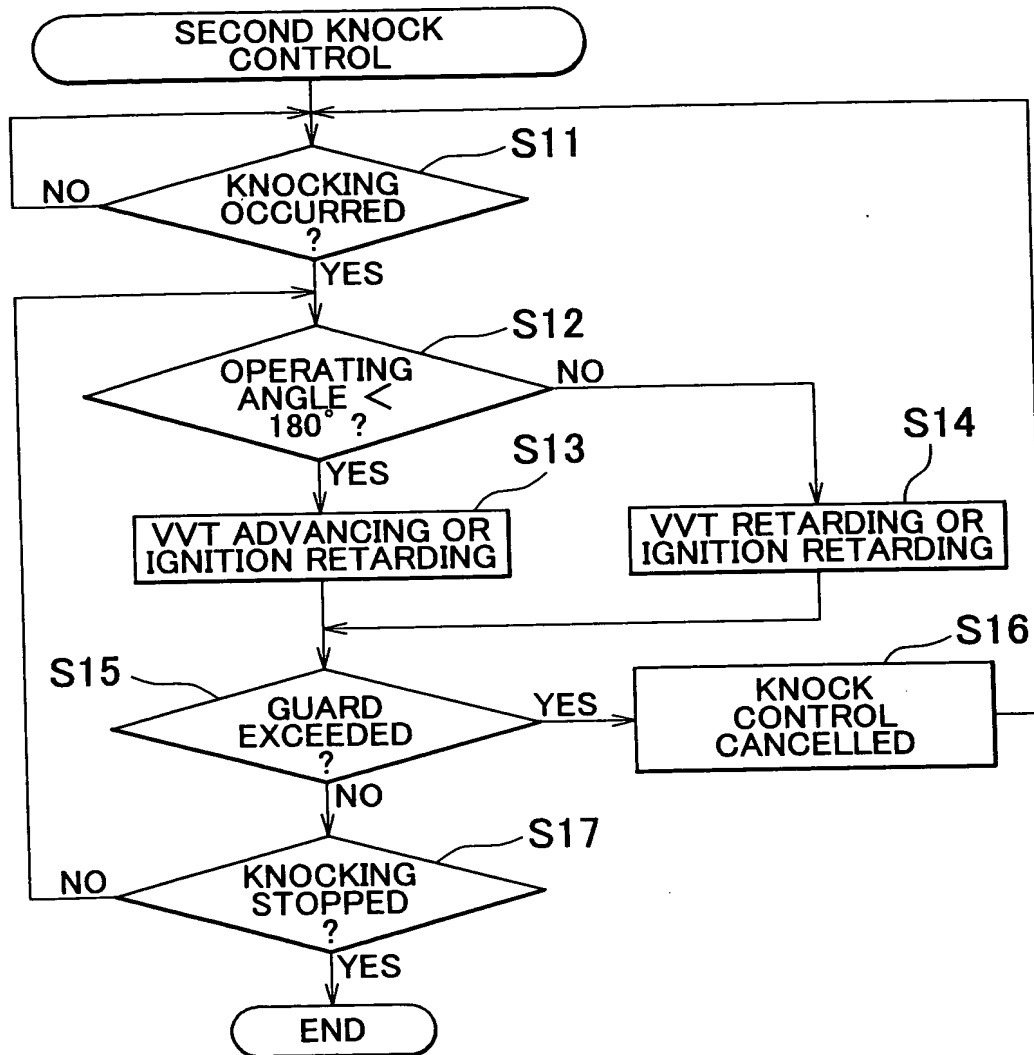 SECOND KNOCK
CONTROL
S11
NO
KNOCKING
OCCURRED
?
YES
S12
OPERATING
ANGLE <
180° ?
NO
YES
S13
S14
VVT ADVANCING OR
IGNITION RETARDING
VVT RETARDING OR
IGNITION RETARDING
S15
S16
GUARD
EXCEEDED
?
YES
KNOCK
CONTROL
CANCELLED
NO
S17
NO
KNOCKING
STOPPED
?
YES
END